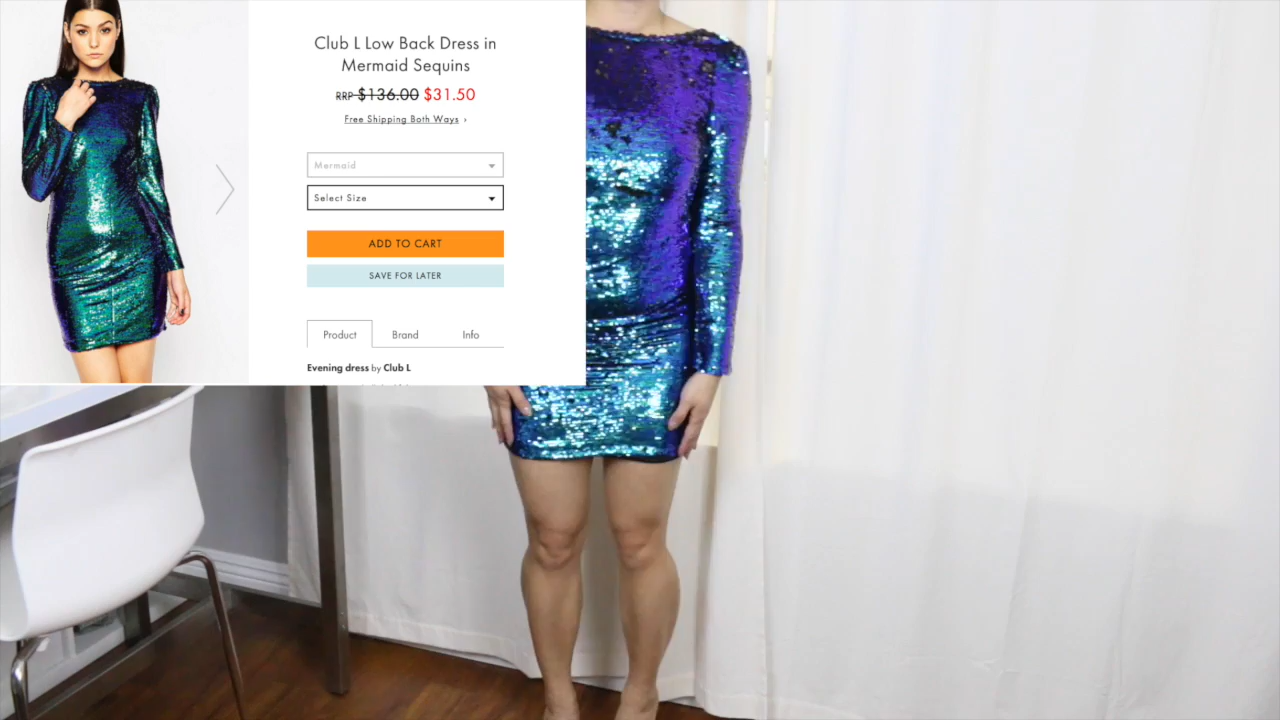 Club L Low Back Dress in
Mermaid Sequins
RRP $136.00 $31.50
Free Shipping Both Ways ›
Mermaid
Select Size
ADD TO CART
SAVE FOR LATER
Product Brand Info
Evening dress by Club L